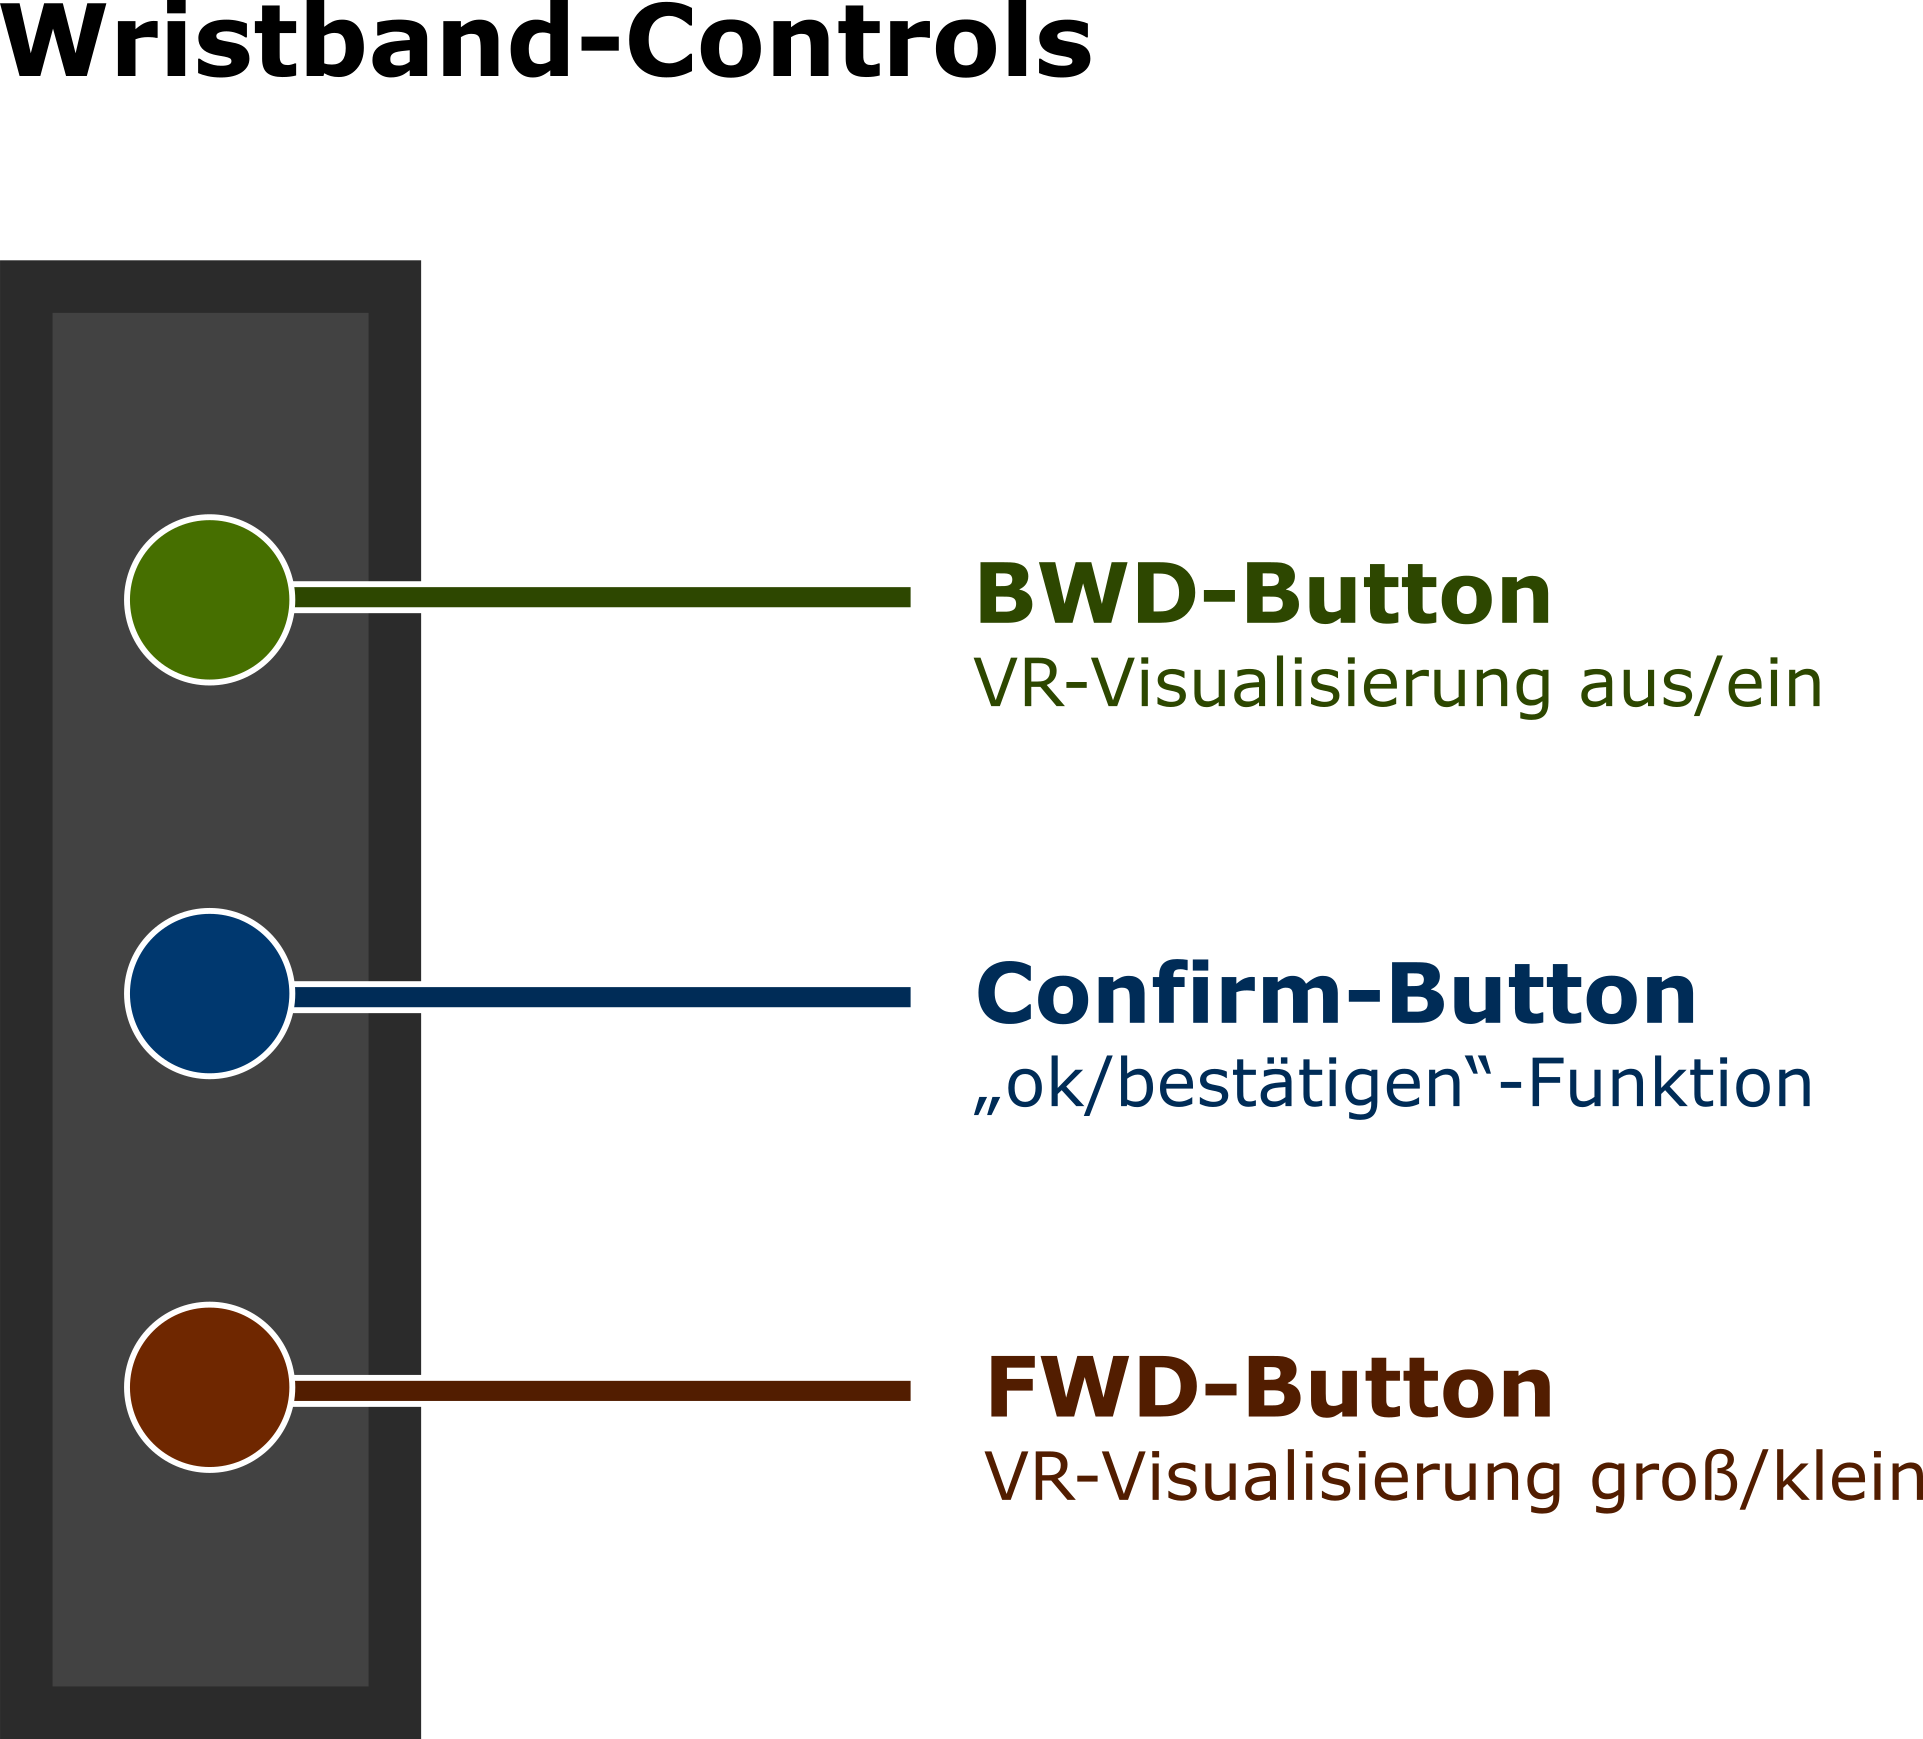 Wristband-Controls
BWD-Button
VR-Visualisierung aus/ein
Confirm-Button
„ok/bestätigen“-Funktion
FWD-Button
VR-Visualisierung groß/klein